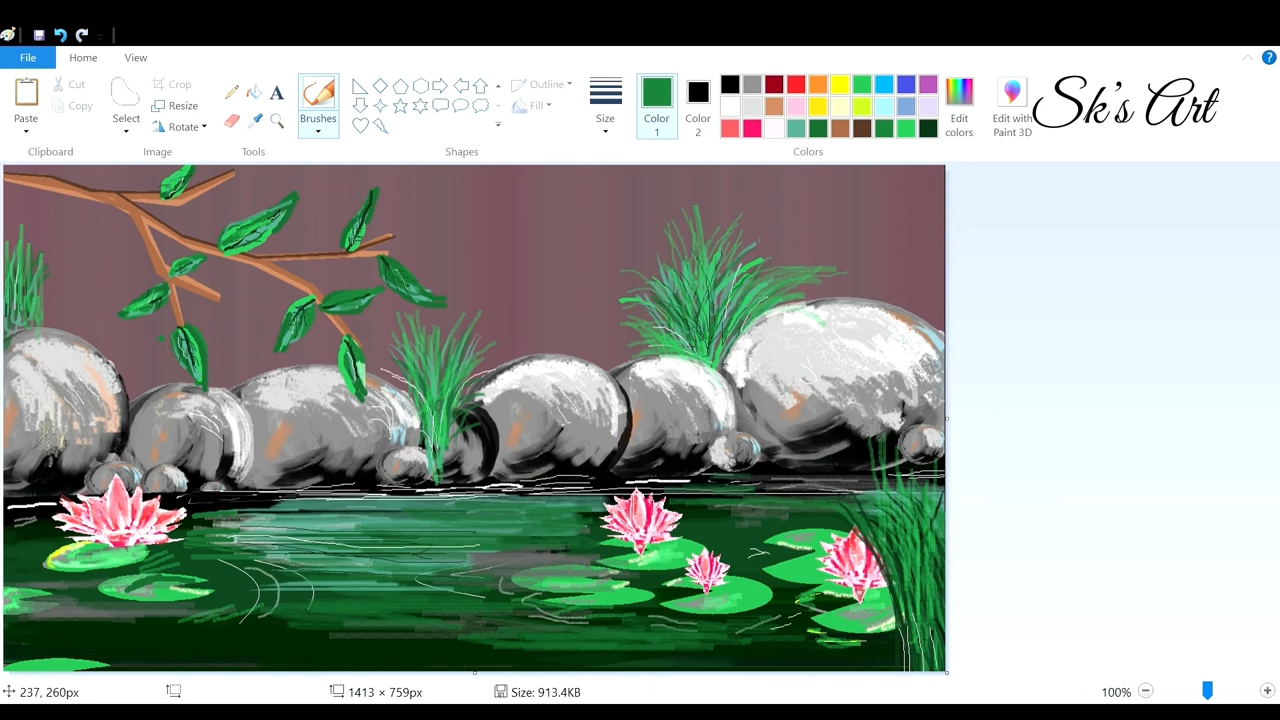 File
Home
View
Paste
Cut
Copy
Clipboard
Select
Crop
Resize
Rotate
Image
Tools
Brushes
Outline
Fill
Shapes
Size
Color
1
Color
2
Colors
Edit
colors
Edit with
Paint 3D
Sk's Art
237, 260px
1413 × 759px
Size: 913.4KB
100%